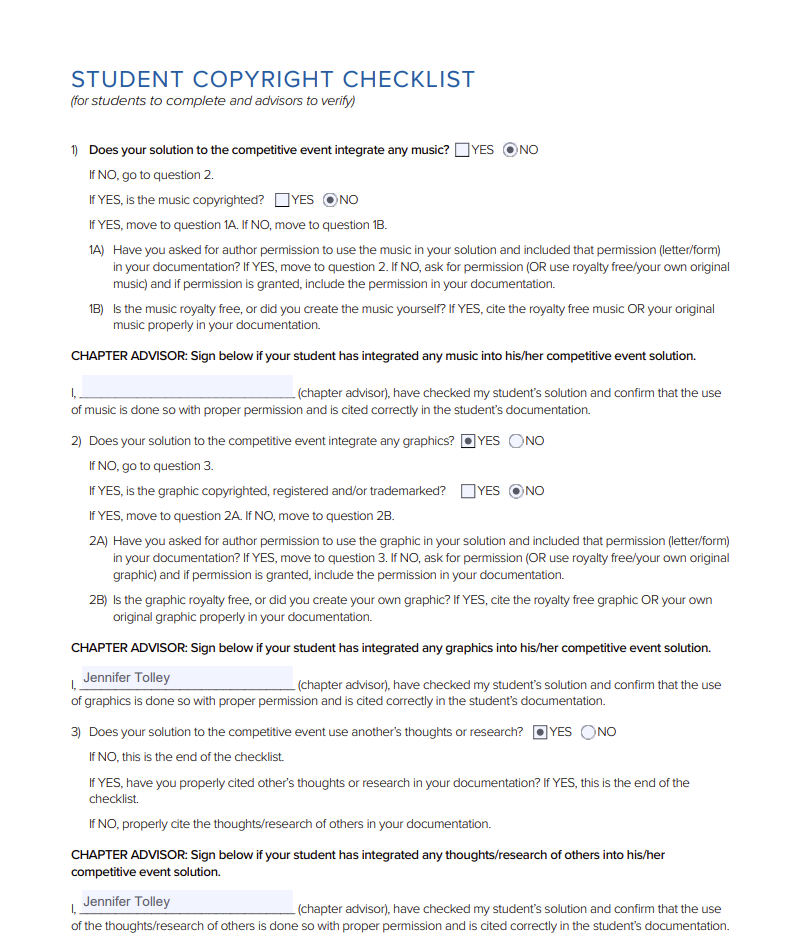 STUDENT COPYRIGHT CHECKLIST
(for students to complete and advisors to verify)
1) Does your solution to the competitive event integrate any music? YES NO
If NO, go to question 2.
If YES, is the music copyrighted? YES NO
If YES, move to question 1A. If NO, move to question 1B.
1A) Have you asked for author permission to use the music in your solution and included that permission (letter/form)
in your documentation? If YES, move to question 2. If NO, ask for permission (OR use royalty free/your own original
music) and if permission is granted, include the permission in your documentation.
1B) Is the music royalty free, or did you create the music yourself? If YES, cite the royalty free music OR your original
music properly in your documentation.
CHAPTER ADVISOR: Sign below if your student has integrated any music into his/her competitive event solution.
I, (chapter advisor), have checked my student's solution and confirm that the use
of music is done so with proper permission and is cited correctly in the student's documentation.
2) Does your solution to the competitive event integrate any graphics? YES NO
If NO, go to question 3.
If YES, is the graphic copyrighted, registered and/or trademarked? YES NO
If YES, move to question 2A. If NO, move to question 2B.
2A) Have you asked for author permission to use the graphic in your solution and included that permission (letter/form)
in your documentation? If YES, move to question 3. If NO, ask for permission (OR use royalty free/your own original
graphic) and if permission is granted, include the permission in your documentation.
2B) Is the graphic royalty free, or did you create your own graphic? If YES, cite the royalty free graphic OR your own
original graphic properly in your documentation.
CHAPTER ADVISOR: Sign below if your student has integrated any graphics into his/her competitive event solution.
I, Jennifer Tolley (chapter advisor), have checked my student's solution and confirm that the use
of graphics is done so with proper permission and is cited correctly in the student's documentation.
3) Does your solution to the competitive event use another's thoughts or research? YES NO
If NO, this is the end of the checklist.
If YES, have you properly cited other's thoughts or research in your documentation? If YES, this is the end of the
checklist.
If NO, properly cite the thoughts/research of others in your documentation.
CHAPTER ADVISOR: Sign below if your student has integrated any thoughts/research of others into his/her
competitive event solution.
I, Jennifer Tolley (chapter advisor), have checked my student's solution and confirm that the use
of the thoughts/research of others is done so with proper permission and is cited correctly in the student's documentation.